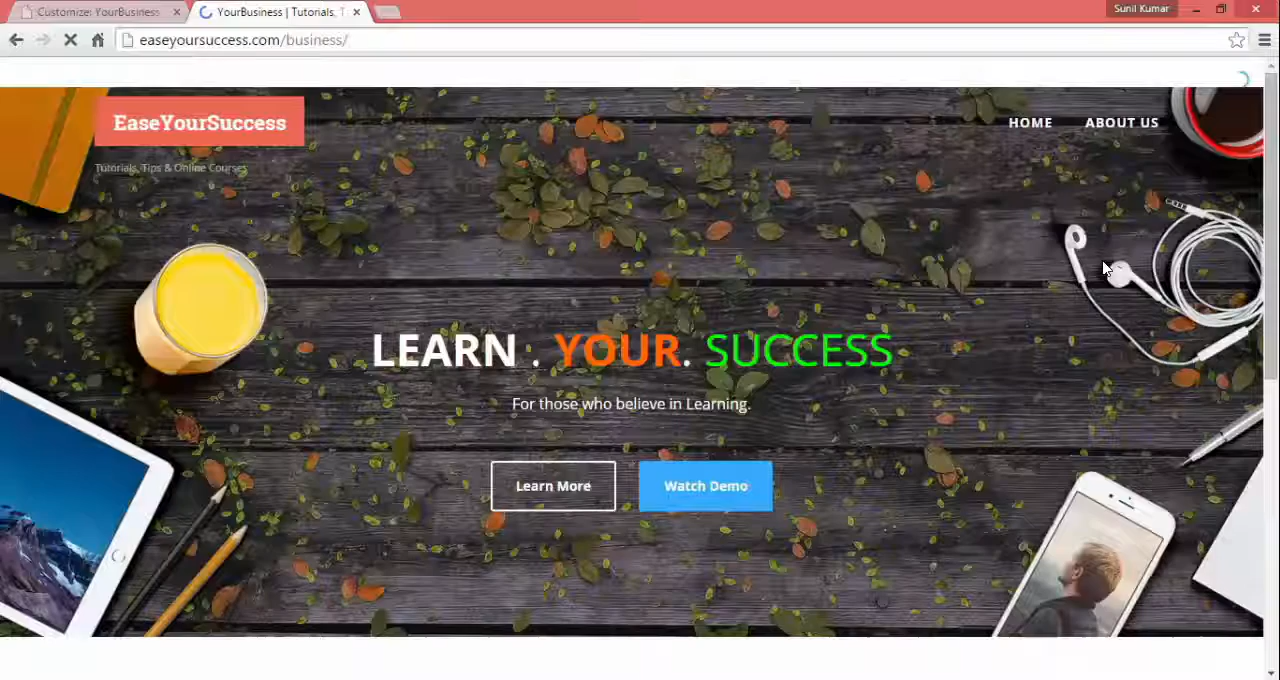 Customize: YourBusiness
YourBusiness | Tutorials, T
Sunil Kumar
easeyoursuccess.com/business/
EaseYourSuccess
HOME ABOUT US
Tutorials, Tips & Online Courses
LEARN . YOUR. SUCCESS
For those who believe in Learning.
Learn More
Watch Demo